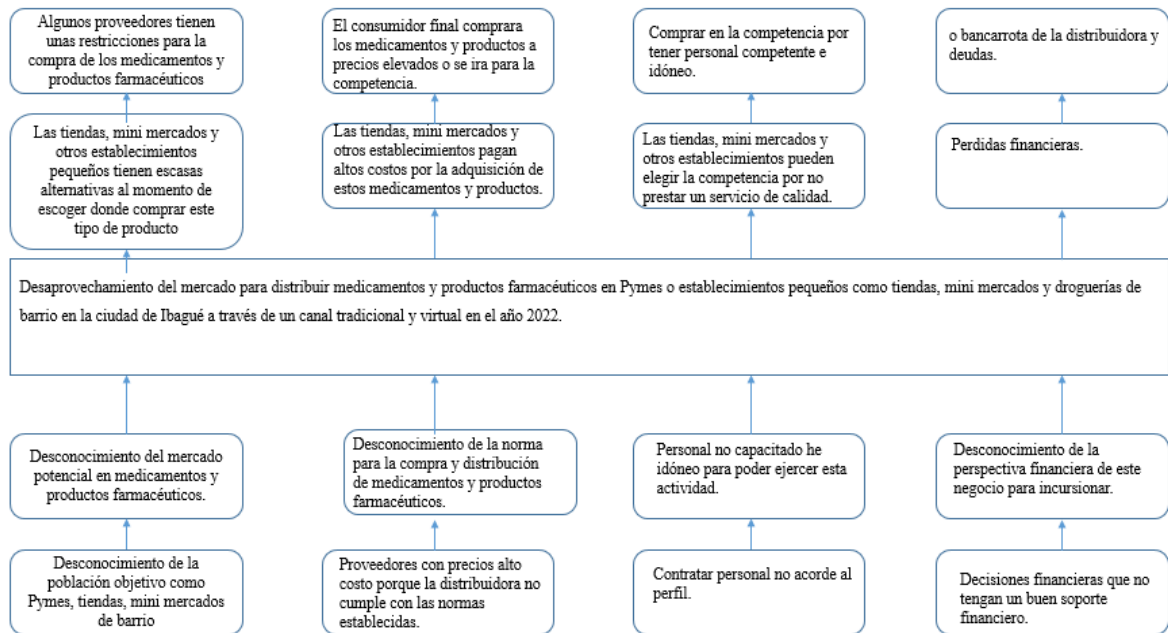 Algunos proveedores tienen
unas restricciones para la
compra de los medicamentos y
productos farmacéuticos
El consumidor final comprara
los medicamentos y productos a
precios elevados o se ira para la
competencia.
Comprar en la competencia por
tener personal competente e
idóneo.
o bancarrota de la distribuidora y
deudas.
Las tiendas, mini mercados y
otros establecimientos
pequeños tienen escasas
alternativas al momento de
escoger donde comprar este
tipo de producto
Las tiendas, mini mercados y
otros establecimientos pagan
altos costos por la adquisición de
estos medicamentos y productos.
Las tiendas, mini mercados y
otros establecimientos pueden
elegir la competencia por no
prestar un servicio de calidad.
Perdidas financieras.
Desaprovechamiento del mercado para distribuir medicamentos y productos farmacéuticos en Pymes o establecimientos pequeños como tiendas, mini mercados y droguerías de
barrio en la ciudad de Ibagué a través de un canal tradicional y virtual en el año 2022.
Desconocimiento del mercado
potencial en medicamentos y
productos farmacéuticos.
Desconocimiento de la norma
para la compra y distribución
de medicamentos y productos
farmacéuticos.
Personal no capacitado he
idóneo para poder ejercer esta
actividad.
Desconocimiento de la
perspectiva financiera de este
negocio para incursionar.
Desconocimiento de la
población objetivo como
Pymes, tiendas, mini mercados
de barrio
Proveedores con precios alto
costo porque la distribuidora no
cumple con las normas
establecidas.
Contratar personal no acorde al
perfil.
Decisiones financieras que no
tengan un buen soporte
financiero.